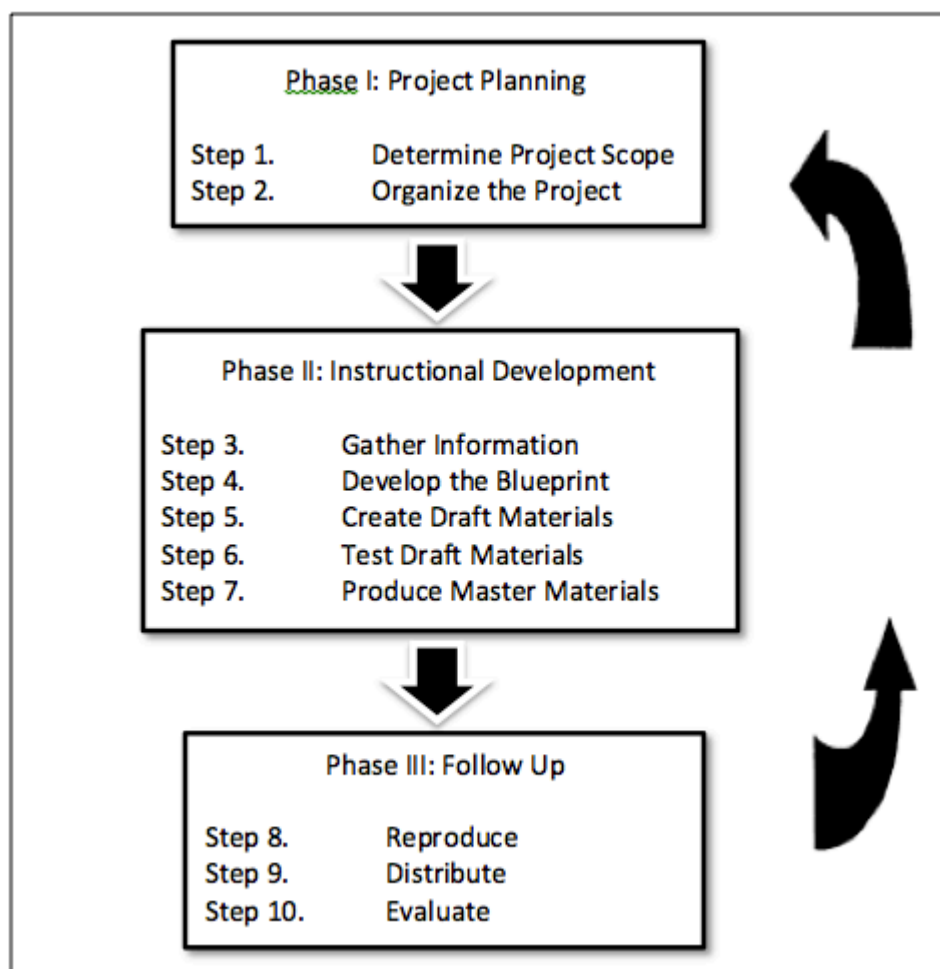 Phase I: Project Planning
Step 1. Determine Project Scope
Step 2. Organize the Project
Phase II: Instructional Development
Step 3. Gather Information
Step 4. Develop the Blueprint
Step 5. Create Draft Materials
Step 6. Test Draft Materials
Step 7. Produce Master Materials
Phase III: Follow Up
Step 8. Reproduce
Step 9. Distribute
Step 10. Evaluate